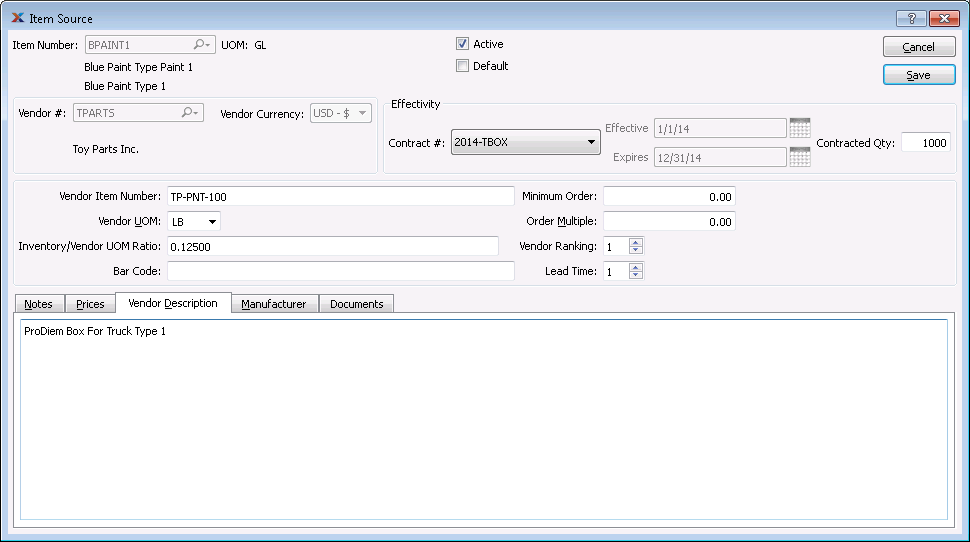 Item Source
Item Number: BPAINT1 UOM: GL
Active
Cancel
Blue Paint Type Paint 1
Default
Blue Paint Type 1
Save
Vendor #: TPARTS Vendor Currency: USD - $
Toy Parts Inc.
Effectivity
Contract #: 2014-TBOX
Effective 1/1/14
Expires 12/31/14
Contracted Qty: 1000
Vendor Item Number: TP-PNT-100
Minimum Order: 0.00
Vendor UOM: LB
Order Multiple: 0.00
Inventory/Vendor UOM Ratio: 0.12500
Vendor Ranking: 1
Bar Code:
Lead Time: 1
Notes Prices Vendor Description Manufacturer Documents
ProDiem Box For Truck Type 1